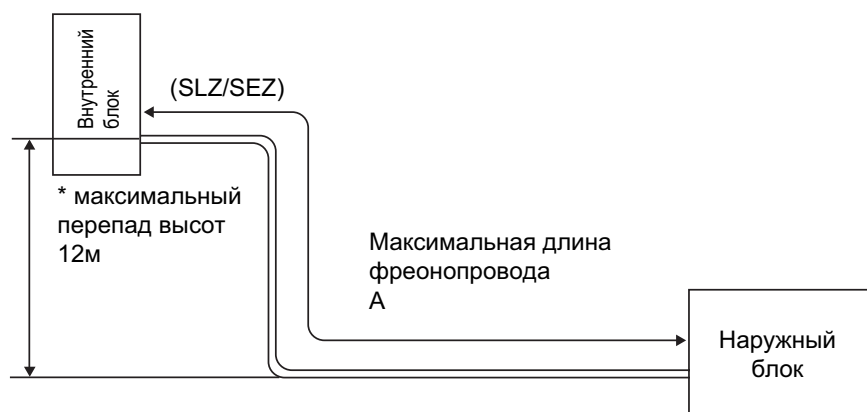 Внутренний
блок
(SLZ/SEZ)
* максимальный
перепад высот
12м
Максимальная длина
фреонопровода
А
Наружный
блок